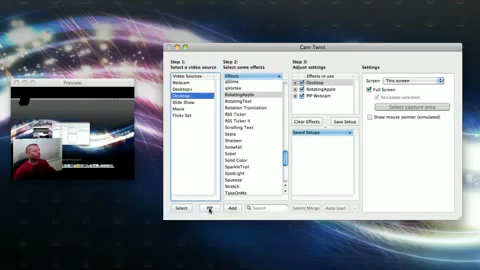 Preview
Cam Twist
Step 1:
Select a video source
Step 2:
Select some effects
Step 3:
Adjust settings
Settings
Video Sources
Webcam
Desktop+
Desktop
Slide Show
Movie
Flickr Set
Effects
qSlime
qVortex
RotatingApple
RotatingText
Rotation Translation
RSS Ticker
RSS Ticker II
Scrolling Text
Sepia
Sharpen
Snowfall
Sobel
Solid Color
SparkleTrail
SpotLight
Squeeze
Stretch
TakeOnMe
Effects in use
Desktop
RotatingApple
PIP Webcam
Clear Effects
Save Setup
Saved Setups
Screen
This screen
Full Screen
Select capture area
Show mouse pointer (simulated)
Select
PIP
Add
Search
Select Merge
Auto Load